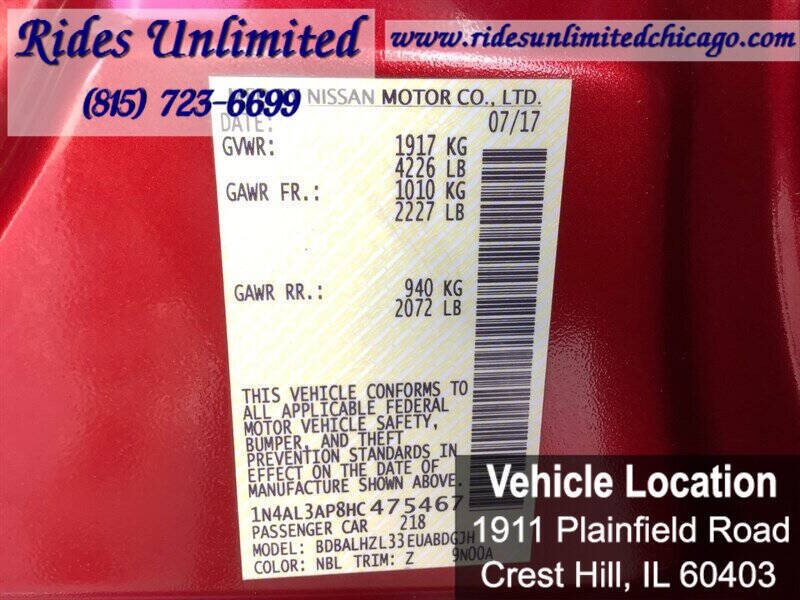 Rides Unlimited
(815) 723-6699
www.ridesunlimitedchicago.com
NISSAN MOTOR CO., LTD.
DATE: 07/17
GVWR: 1917 KG
4226 LB
GAWR FR.: 1010 KG
2227 LB
GAWR RR.: 940 KG
2072 LB
THIS VEHICLE CONFORMS TO
ALL APPLICABLE FEDERAL
MOTOR VEHICLE SAFETY,
BUMPER, AND THEFT
PREVENTION STANDARDS IN
EFFECT ON THE DATE OF
MANUFACTURE SHOWN ABOVE.
1N4AL3AP8HC475467
PASSENGER CAR 218
MODEL: BDBALHZL33EUABDGJH
COLOR: NBL TRIM: Z 9N00A
Vehicle Location
1911 Plainfield Road
Crest Hill, IL 60403